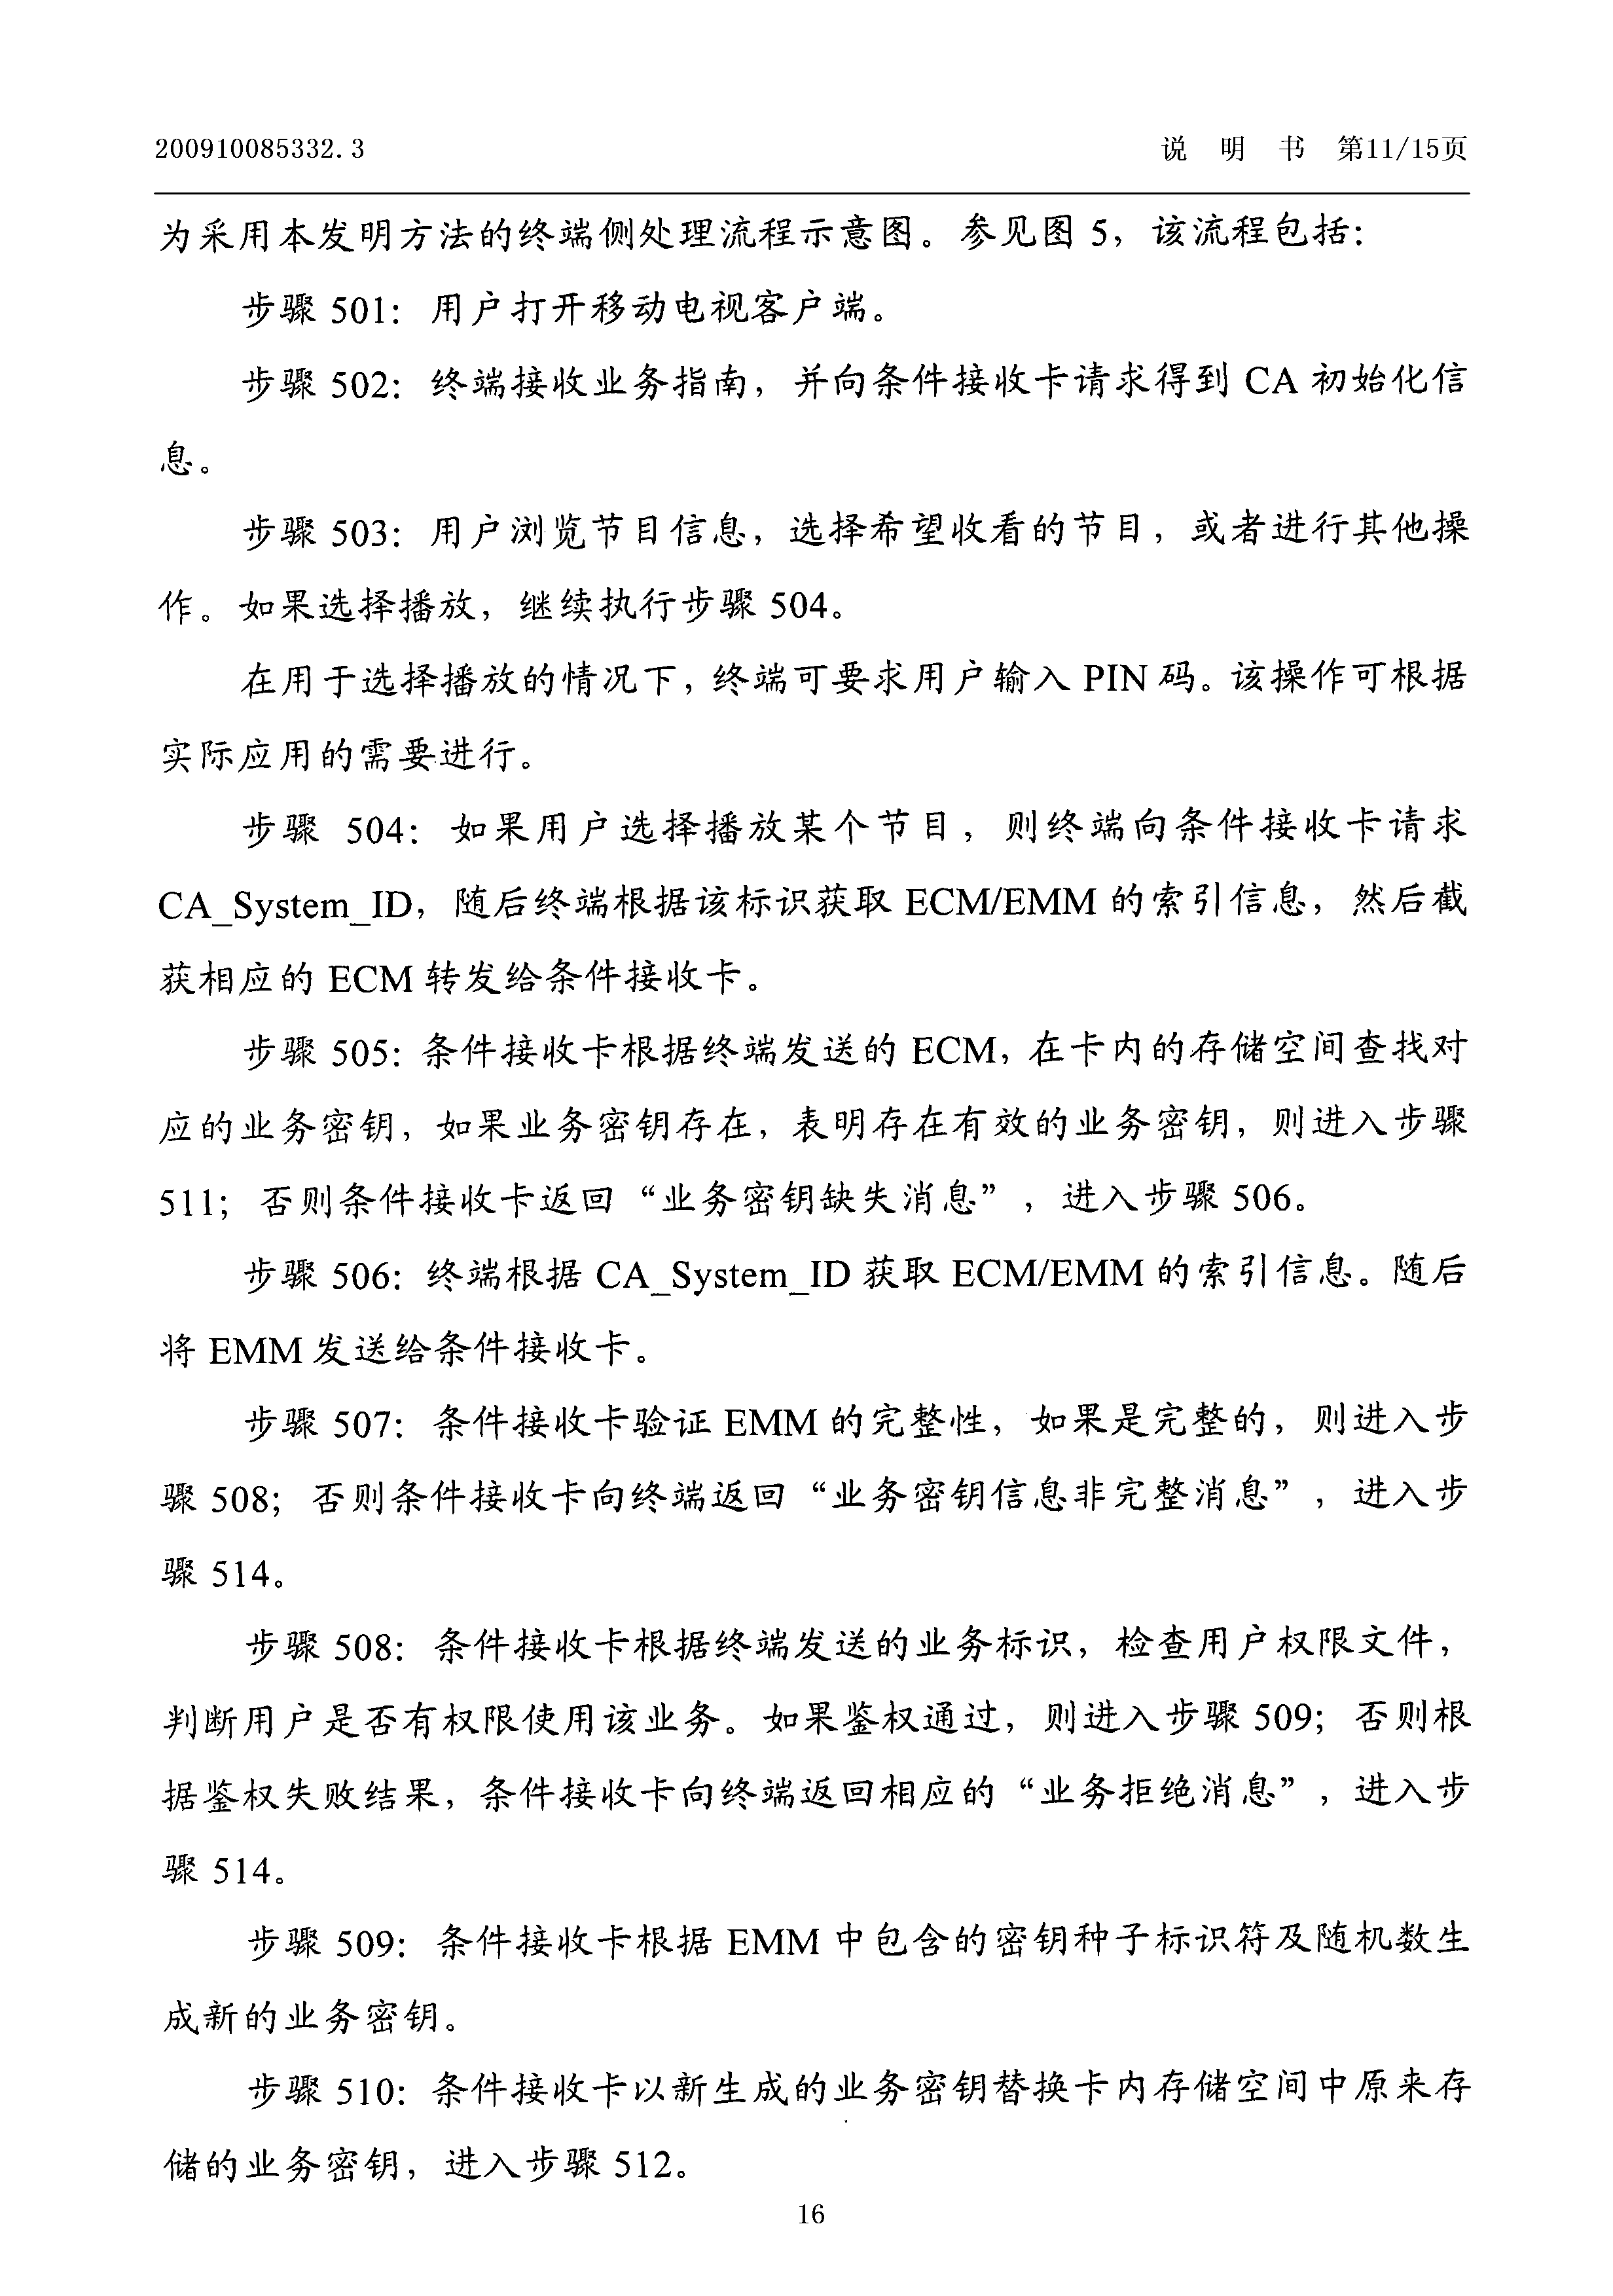 200910085332.3 说 明 书 第11/15页
为采用本发明方法的终端侧处理流程示意图。参见图 5，该流程包括：
步骤 501：用户打开移动电视客户端。
步骤 502：终端接收业务指南，并向条件接收卡请求得到 CA 初始化信
息。
步骤 503：用户浏览节目信息，选择希望收看的节目，或者进行其他操
作。如果选择播放，继续执行步骤 504。
在用于选择播放的情况下，终端可要求用户输入 PIN 码。该操作可根据
实际应用的需要进行。
步骤 504：如果用户选择播放某个节目，则终端向条件接收卡请求
CA_System_ID，随后终端根据该标识获取 ECM/EMM 的索引信息，然后截
获相应的 ECM 转发给条件接收卡。
步骤 505：条件接收卡根据终端发送的 ECM，在卡内的存储空间查找对
应的业务密钥，如果业务密钥存在，表明存在有效的业务密钥，则进入步骤
511；否则条件接收卡返回“业务密钥缺失消息”，进入步骤 506。
步骤 506：终端根据 CA_System_ID 获取 ECM/EMM 的索引信息。随后
将 EMM 发送给条件接收卡。
步骤 507：条件接收卡验证 EMM 的完整性，如果是完整的，则进入步
骤 508；否则条件接收卡向终端返回“业务密钥信息非完整消息”，进入步
骤 514。
步骤 508：条件接收卡根据终端发送的业务标识，检查用户权限文件，
判断用户是否有权限使用该业务。如果鉴权通过，则进入步骤 509；否则根
据鉴权失败结果，条件接收卡向终端返回相应的“业务拒绝消息”，进入步
骤 514。
步骤 509：条件接收卡根据 EMM 中包含的密钥种子标识符及随机数生
成新的业务密钥。
步骤 510：条件接收卡以新生成的业务密钥替换卡内存储空间中原来存
储的业务密钥，进入步骤 512。
16